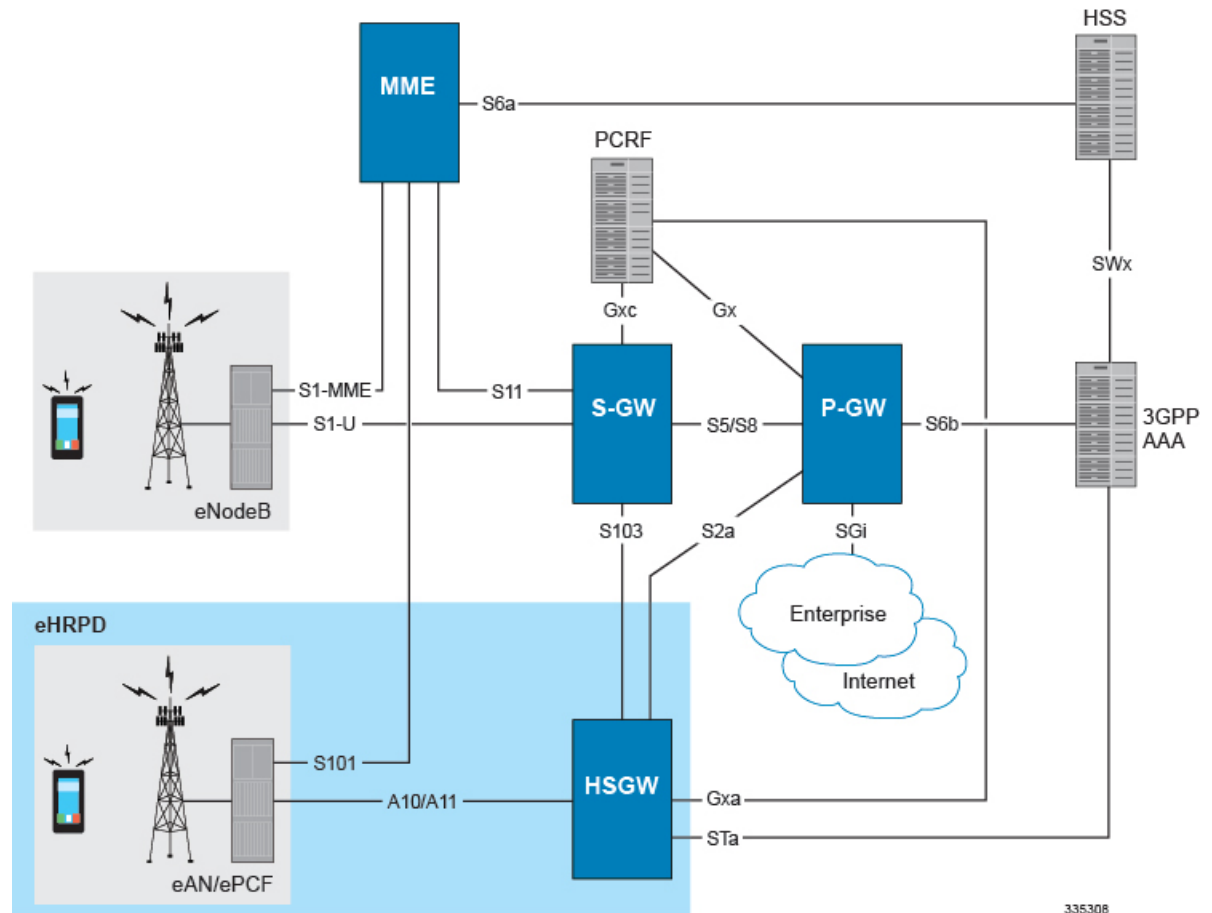 HSS
MME
S6a
PCRF
SWx
Gxc
Gx
S1-MME
S11
S-GW
P-GW
S1-U
S5/S8
S6b
3GPP
AAA
eNodeB
S103
S2a
SGi
Enterprise
eHRPD
Internet
S101
HSGW
A10/A11
Gxa
STa
eAN/ePCF
335308